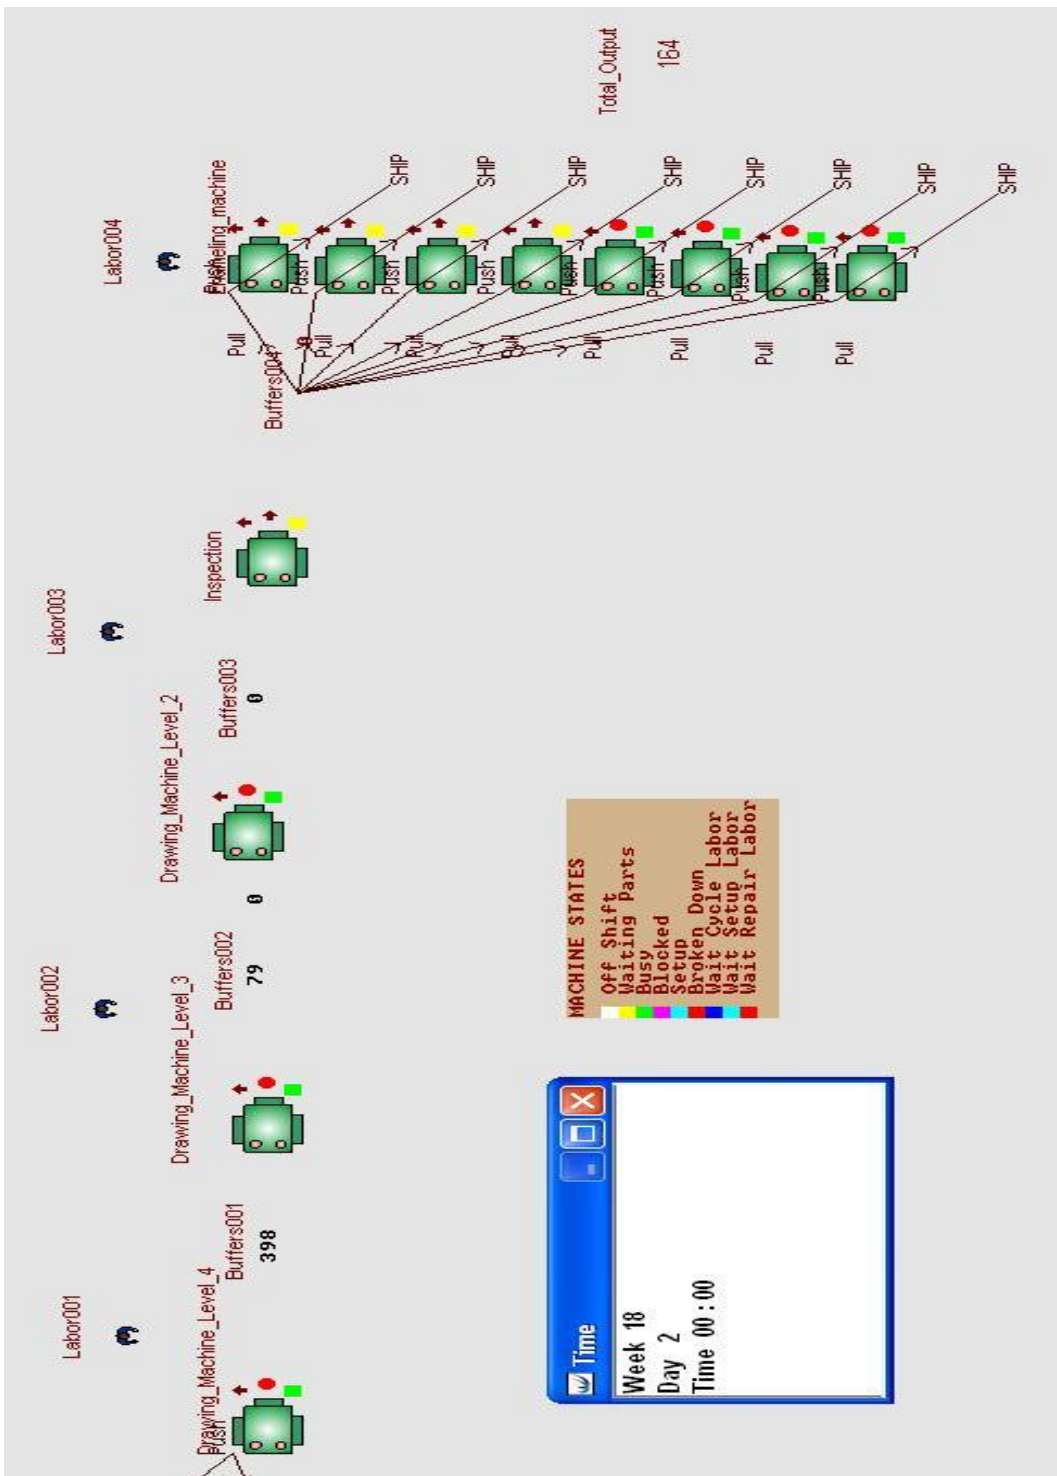 Labor001
Labor002
Labor003
Labor004
Drawing_Machine_Level_4
Push
Buffers001
398
Drawing_Machine_Level_3
Buffers002
79
0
Drawing_Machine_Level_2
Buffers003
0
Inspection
Buffers004
Enameling_machine
Push
Pull
SHIP
Pull
Push
SHIP
Pull
Push
SHIP
Pull
Push
SHIP
Pull
Push
SHIP
Pull
Push
SHIP
Pull
Push
SHIP
Pull
Push
SHIP
Total_Output
164
Time
Week 18
Day 2
Time 00:00
MACHINE STATES
Off Shift
Waiting Parts
Busy
Blocked
Setup
Broken Down
Wait Cycle Labor
Wait Setup Labor
Wait Repair Labor